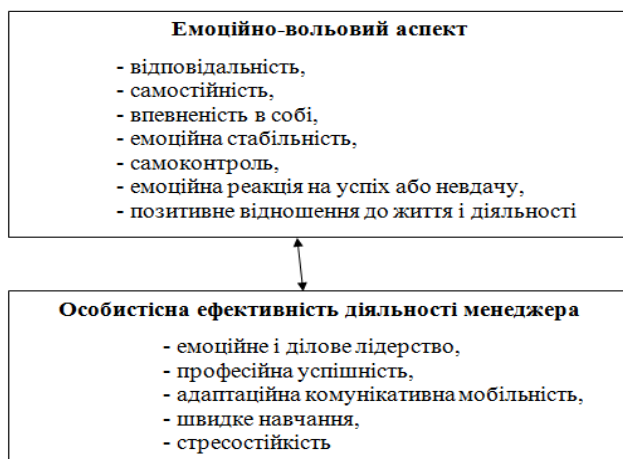 Емоційно-вольовий аспект
- відповідальність,
- самостійність,
- впевненість в собі,
- емоційна стабільність,
- самоконтроль,
- емоційна реакція на успіх або невдачу,
- позитивне відношення до життя і діяльності
Особистісна ефективність діяльності менеджера
- емоційне і ділове лідерство,
- професійна успішність,
- адаптаційна комунікативна мобільність,
- швидке навчання,
- стресостійкість